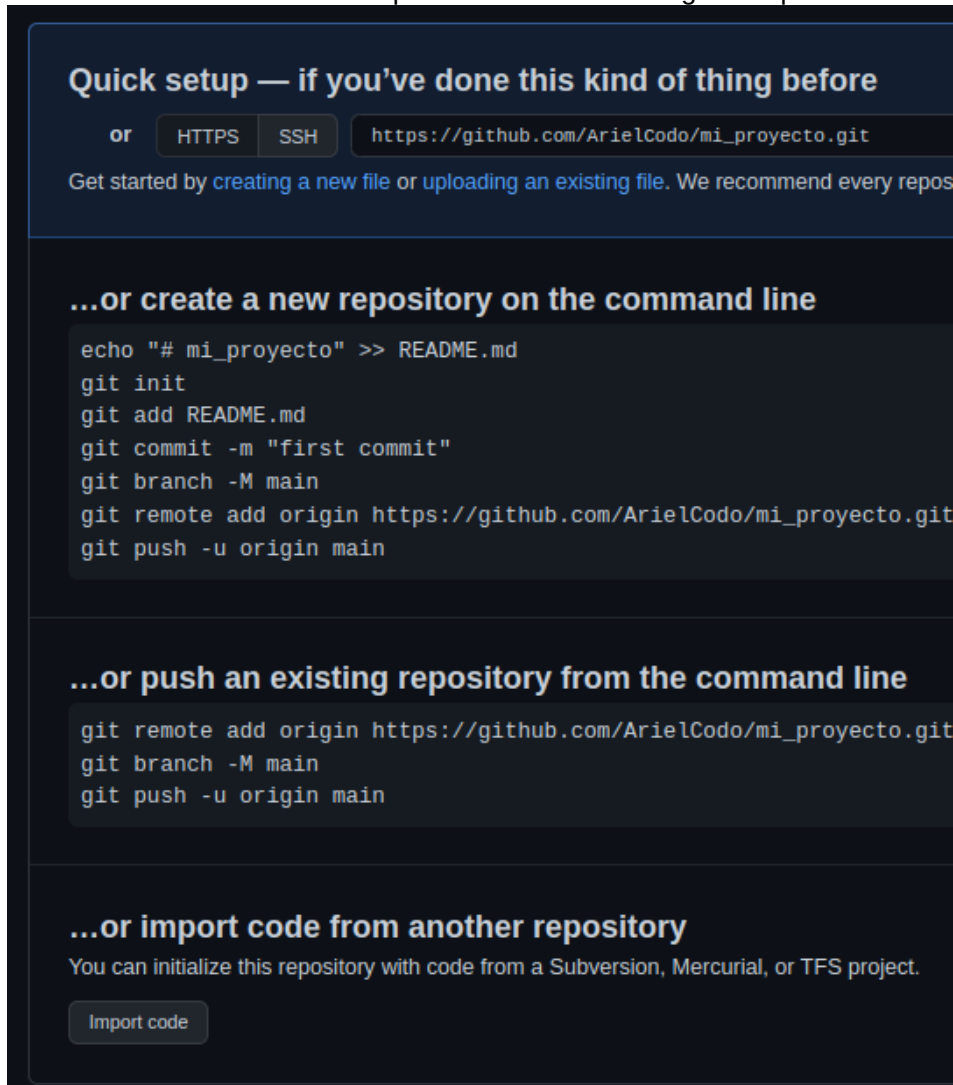 Quick setup — if you’ve done this kind of thing before
or HTTPS SSH https://github.com/ArielCodo/mi_proyecto.git
Get started by creating a new file or uploading an existing file. We recommend every repos
…or create a new repository on the command line
echo "# mi_proyecto" >> README.md
git init
git add README.md
git commit -m "first commit"
git branch -M main
git remote add origin https://github.com/ArielCodo/mi_proyecto.git
git push -u origin main
…or push an existing repository from the command line
git remote add origin https://github.com/ArielCodo/mi_proyecto.git
git branch -M main
git push -u origin main
…or import code from another repository
You can initialize this repository with code from a Subversion, Mercurial, or TFS project.
Import code